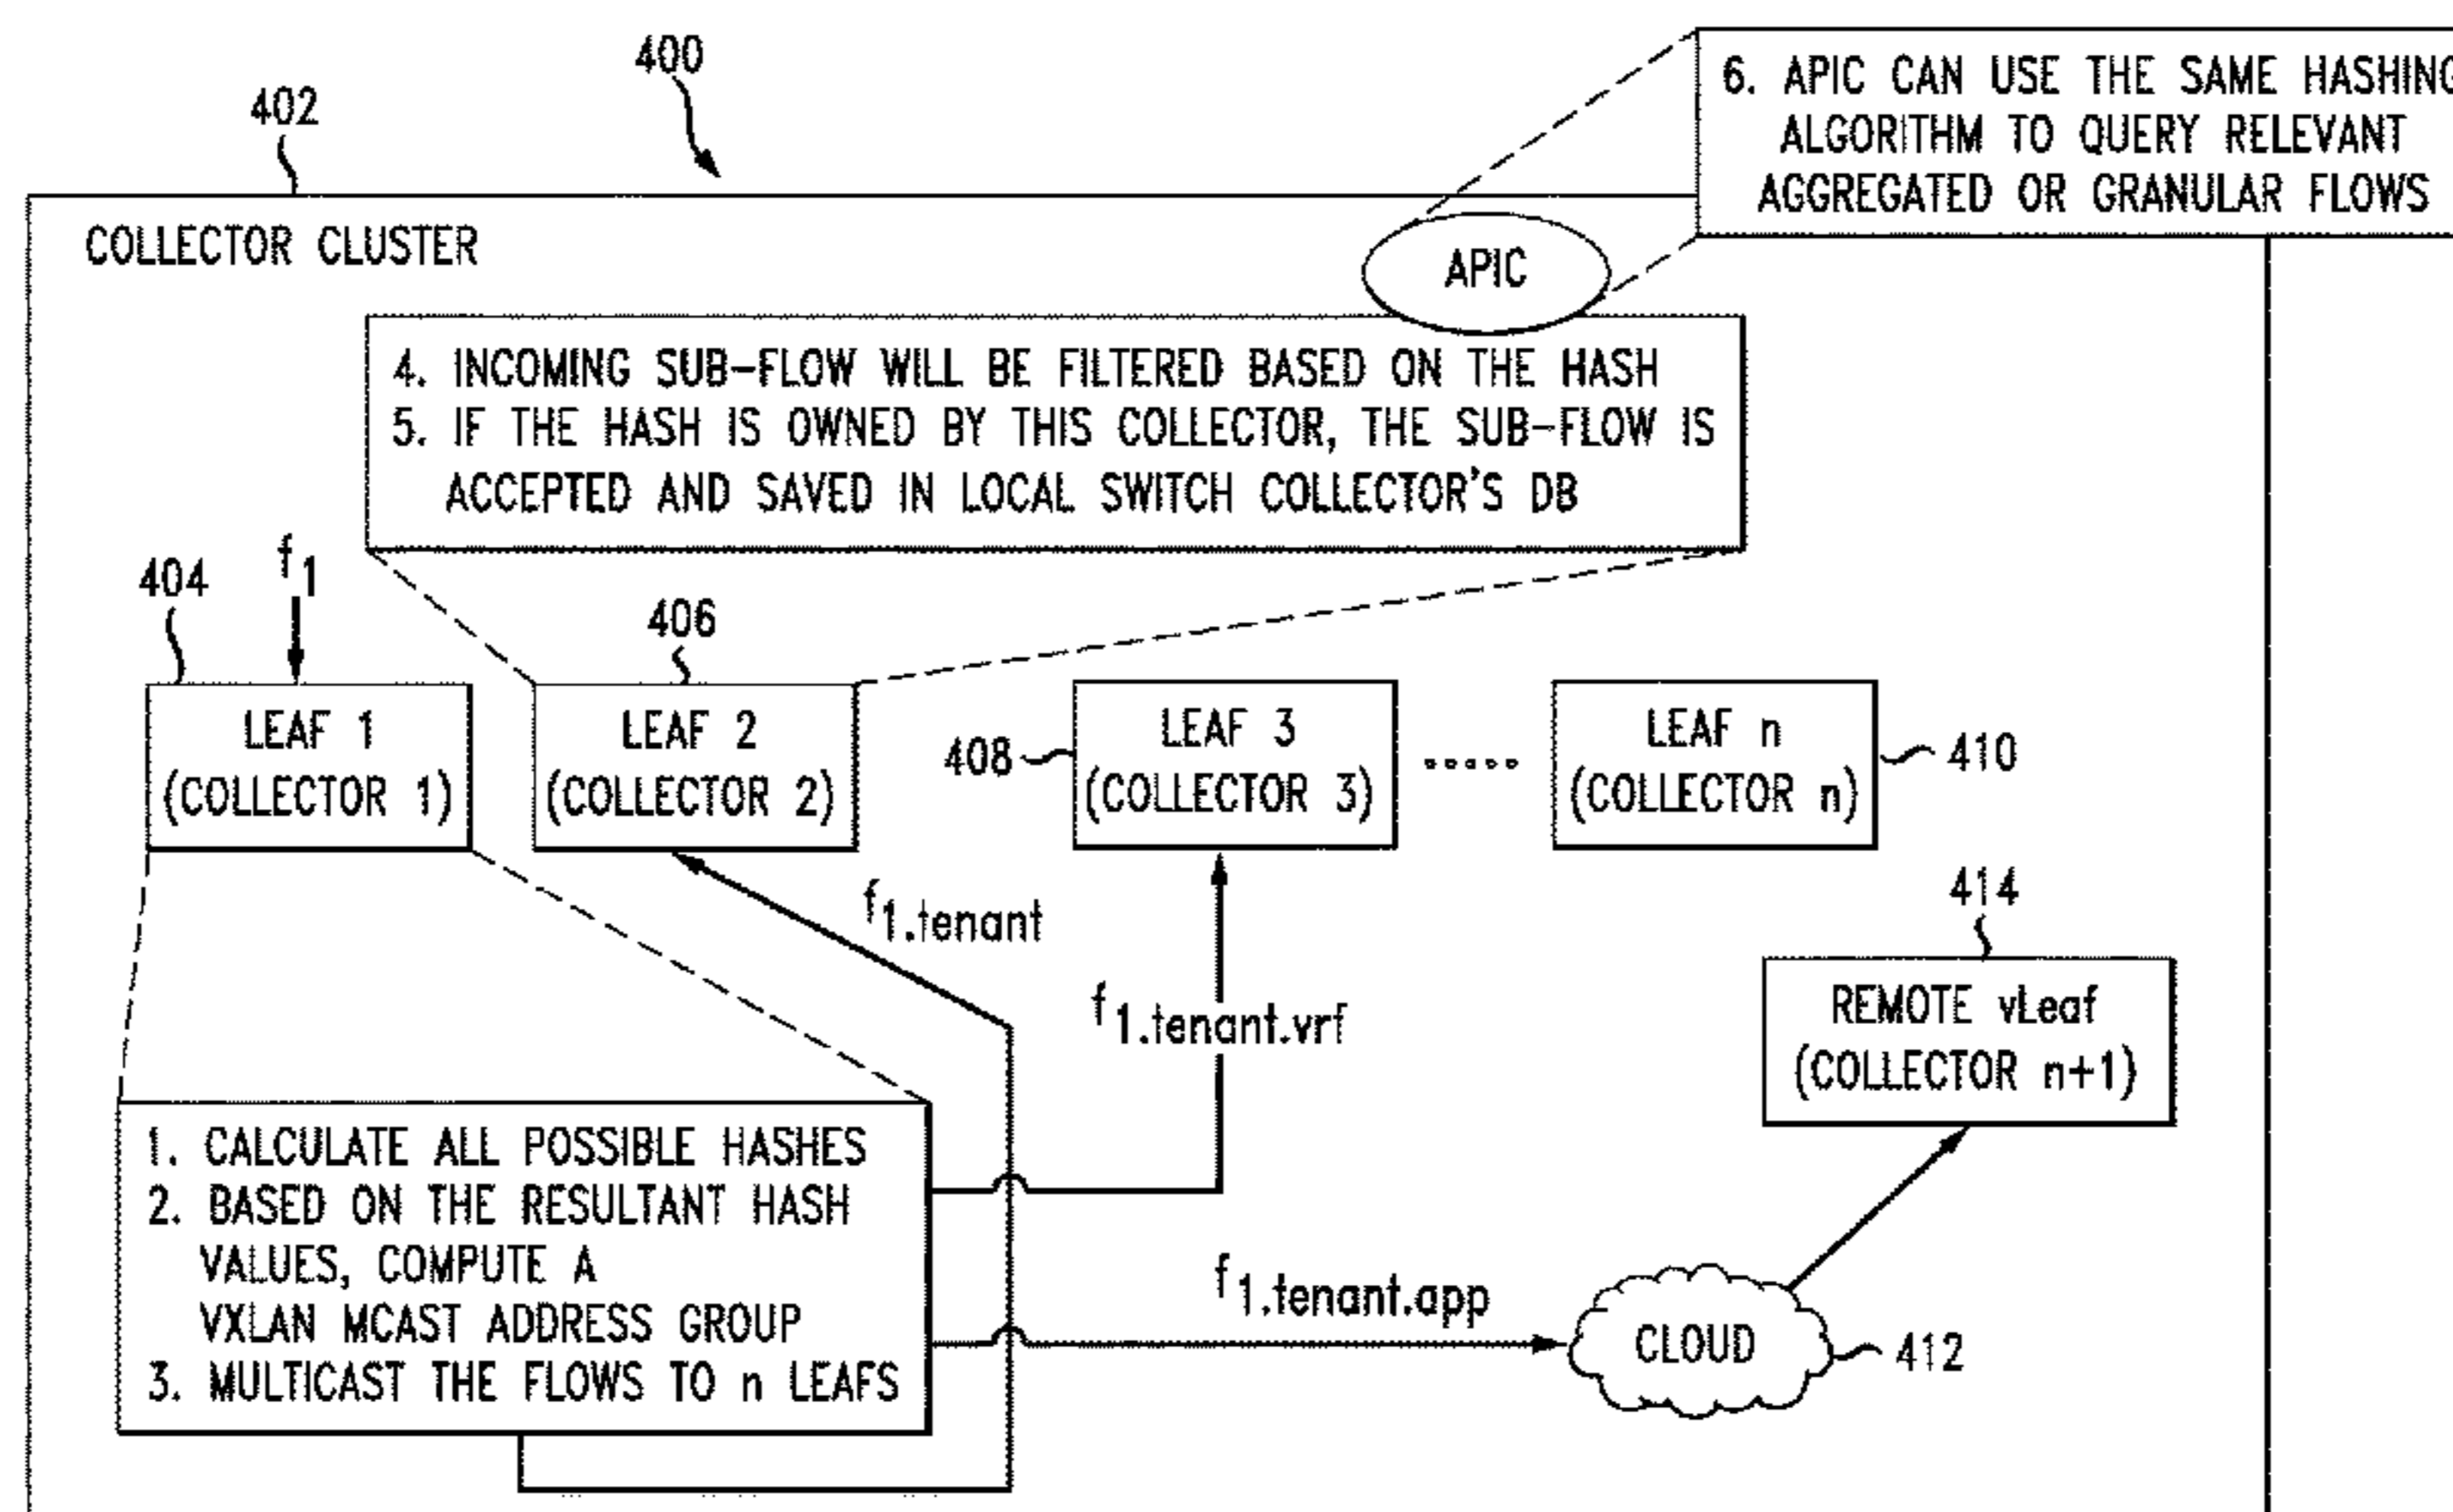 400
402
6. APIC CAN USE THE SAME HASHING
ALGORITHM TO QUERY RELEVANT
AGGREGATED OR GRANULAR FLOWS
COLLECTOR CLUSTER
APIC
4. INCOMING SUB-FLOW WILL BE FILTERED BASED ON THE HASH
5. IF THE HASH IS OWNED BY THIS COLLECTOR, THE SUB-FLOW IS
ACCEPTED AND SAVED IN LOCAL SWITCH COLLECTOR'S DB
404
f1
406
LEAF 1
(COLLECTOR 1)
LEAF 2
(COLLECTOR 2)
408
LEAF 3
(COLLECTOR 3)
LEAF n
(COLLECTOR n)
410
f1.tenant
414
f1.tenant.vrf
REMOTE vLeaf
(COLLECTOR n+1)
1. CALCULATE ALL POSSIBLE HASHES
2. BASED ON THE RESULTANT HASH
VALUES, COMPUTE A
VXLAN MCAST ADDRESS GROUP
3. MULTICAST THE FLOWS TO n LEAFS
f1.tenant.app
CLOUD
412